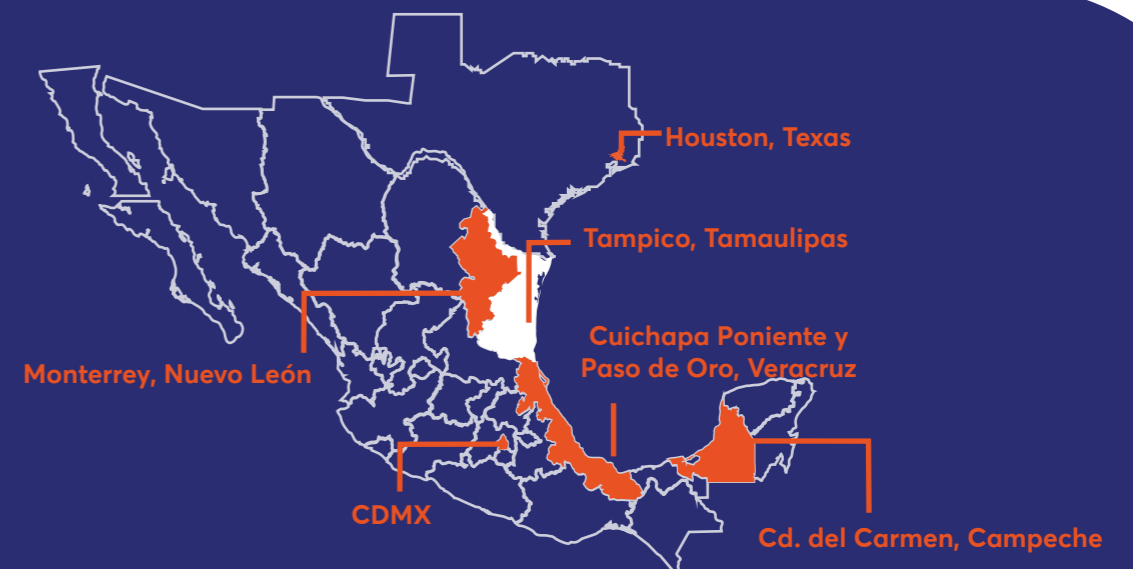 Houston, Texas
Tampico, Tamaulipas
Cuichapa Poniente y
Paso de Oro, Veracruz
Monterrey, Nuevo León
CDMX
Cd. del Carmen, Campeche